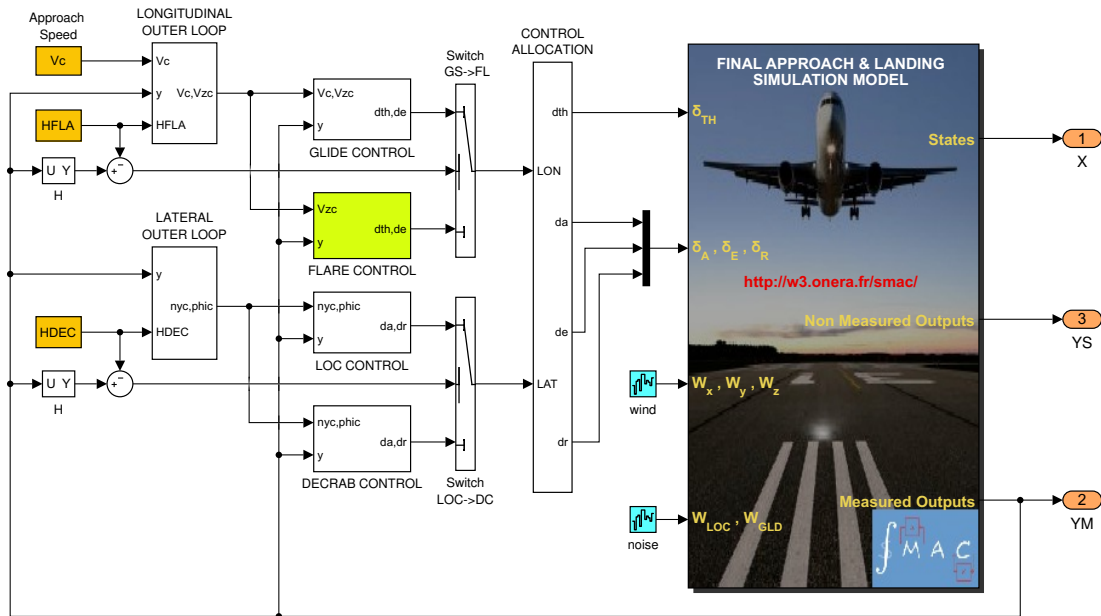 Approach
Speed
Vc
LONGITUDINAL
OUTER LOOP
Vc
y
Vc,Vzc
HFLA
HFLA
U Y
H
+
−
Vc,Vzc
dth,de
y
GLIDE CONTROL
Switch
GS->FL
Vzc
dth,de
y
FLARE CONTROL
LATERAL
OUTER LOOP
y
nyc,phic
HDEC
HDEC
U Y
H
+
−
nyc,phic
da,dr
y
LOC CONTROL
nyc,phic
da,dr
y
DECRAB CONTROL
Switch
LOC->DC
CONTROL
ALLOCATION
dth
LON
da
de
LAT
dr
wind
noise
FINAL APPROACH & LANDING
SIMULATION MODEL
δTH
States
δA , δE , δR
http://w3.onera.fr/smac/
Non Measured Outputs
Wx , Wy , Wz
Measured Outputs
WLOC , WGLD
∫ M A C
1
X
3
YS
2
YM